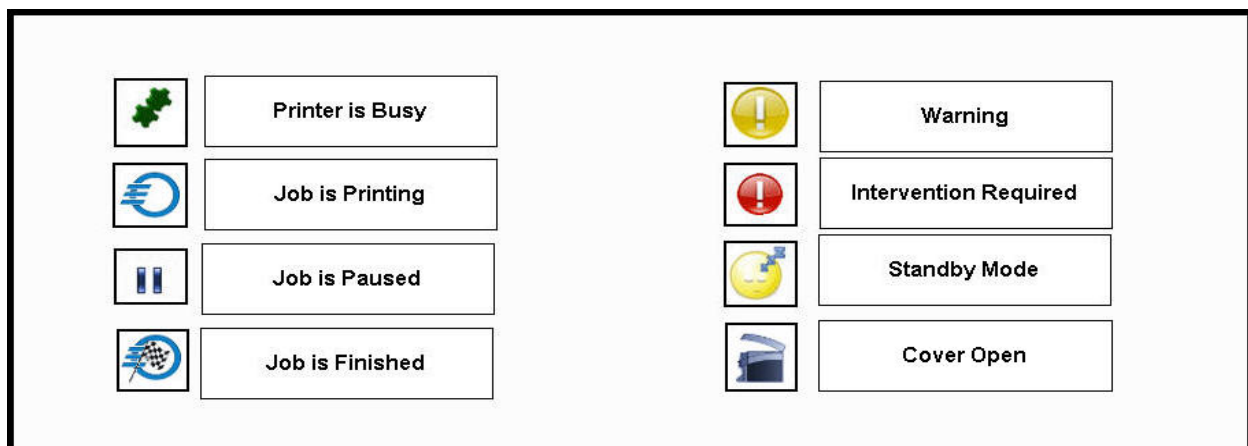 Printer is Busy
Job is Printing
Job is Paused
Job is Finished
Warning
Intervention Required
Standby Mode
Cover Open